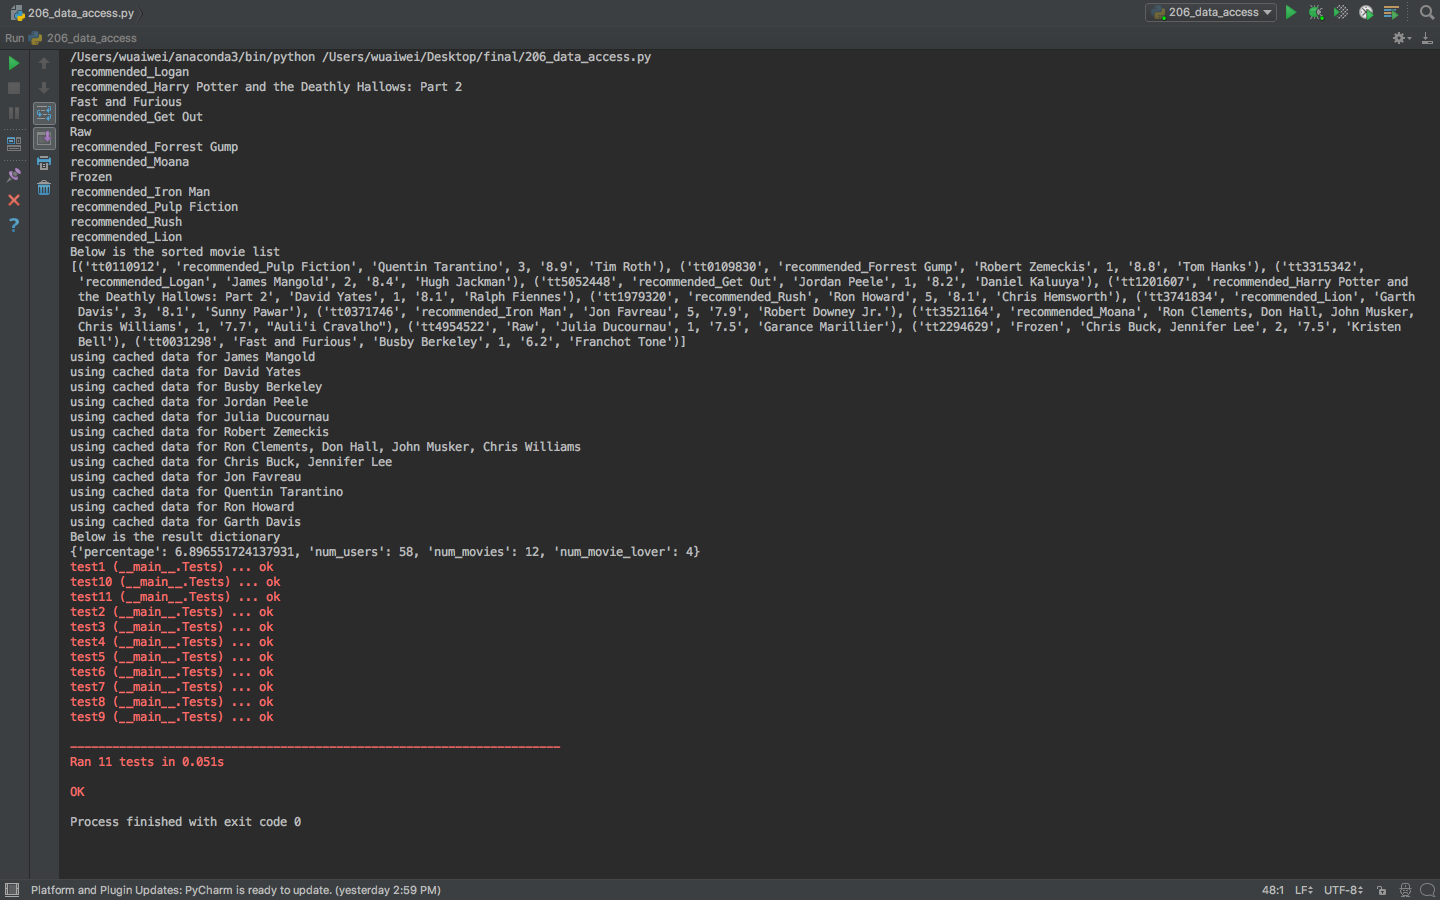 206_data_access.py
206_data_access
Run 206_data_access
/Users/wuaiwei/anaconda3/bin/python /Users/wuaiwei/Desktop/final/206_data_access.py
recommended_Logan
recommended_Harry Potter and the Deathly Hallows: Part 2
Fast and Furious
recommended_Get Out
Raw
recommended_Forrest Gump
recommended_Moana
Frozen
recommended_Iron Man
recommended_Pulp Fiction
recommended_Rush
recommended_Lion
Below is the sorted movie list
[('tt0110912', 'recommended_Pulp Fiction', 'Quentin Tarantino', 3, '8.9', 'Tim Roth'), ('tt0109830', 'recommended_Forrest Gump', 'Robert Zemeckis', 1, '8.8', 'Tom Hanks'), ('tt3315342',
'recommended_Logan', 'James Mangold', 2, '8.4', 'Hugh Jackman'), ('tt5052448', 'recommended_Get Out', 'Jordan Peele', 1, '8.2', 'Daniel Kaluuya'), ('tt1201607', 'recommended_Harry Potter and
the Deathly Hallows: Part 2', 'David Yates', 1, '8.1', 'Ralph Fiennes'), ('tt1979320', 'recommended_Rush', 'Ron Howard', 5, '8.1', 'Chris Hemsworth'), ('tt3741834', 'recommended_Lion', 'Garth
Davis', 3, '8.1', 'Sunny Pawar'), ('tt0371746', 'recommended_Iron Man', 'Jon Favreau', 5, '7.9', 'Robert Downey Jr.'), ('tt3521164', 'recommended_Moana', 'Ron Clements, Don Hall, John Musker,
Chris Williams', 1, '7.7', "Auli'i Cravalho"), ('tt4954522', 'Raw', 'Julia Ducournau', 1, '7.5', 'Garance Marillier'), ('tt2294629', 'Frozen', 'Chris Buck, Jennifer Lee', 2, '7.5', 'Kristen
Bell'), ('tt0031298', 'Fast and Furious', 'Busby Berkeley', 1, '6.2', 'Franchot Tone')]
using cached data for James Mangold
using cached data for David Yates
using cached data for Busby Berkeley
using cached data for Jordan Peele
using cached data for Julia Ducournau
using cached data for Robert Zemeckis
using cached data for Ron Clements, Don Hall, John Musker, Chris Williams
using cached data for Chris Buck, Jennifer Lee
using cached data for Jon Favreau
using cached data for Quentin Tarantino
using cached data for Ron Howard
using cached data for Garth Davis
Below is the result dictionary
{'percentage': 6.896551724137931, 'num_users': 58, 'num_movies': 12, 'num_movie_lover': 4}
test1 (__main__.Tests) ... ok
test10 (__main__.Tests) ... ok
test11 (__main__.Tests) ... ok
test2 (__main__.Tests) ... ok
test3 (__main__.Tests) ... ok
test4 (__main__.Tests) ... ok
test5 (__main__.Tests) ... ok
test6 (__main__.Tests) ... ok
test7 (__main__.Tests) ... ok
test8 (__main__.Tests) ... ok
test9 (__main__.Tests) ... ok
----------------------------------------------------------------------
Ran 11 tests in 0.051s
OK
Process finished with exit code 0
Platform and Plugin Updates: PyCharm is ready to update. (yesterday 2:59 PM)
48:1 LF UTF-8